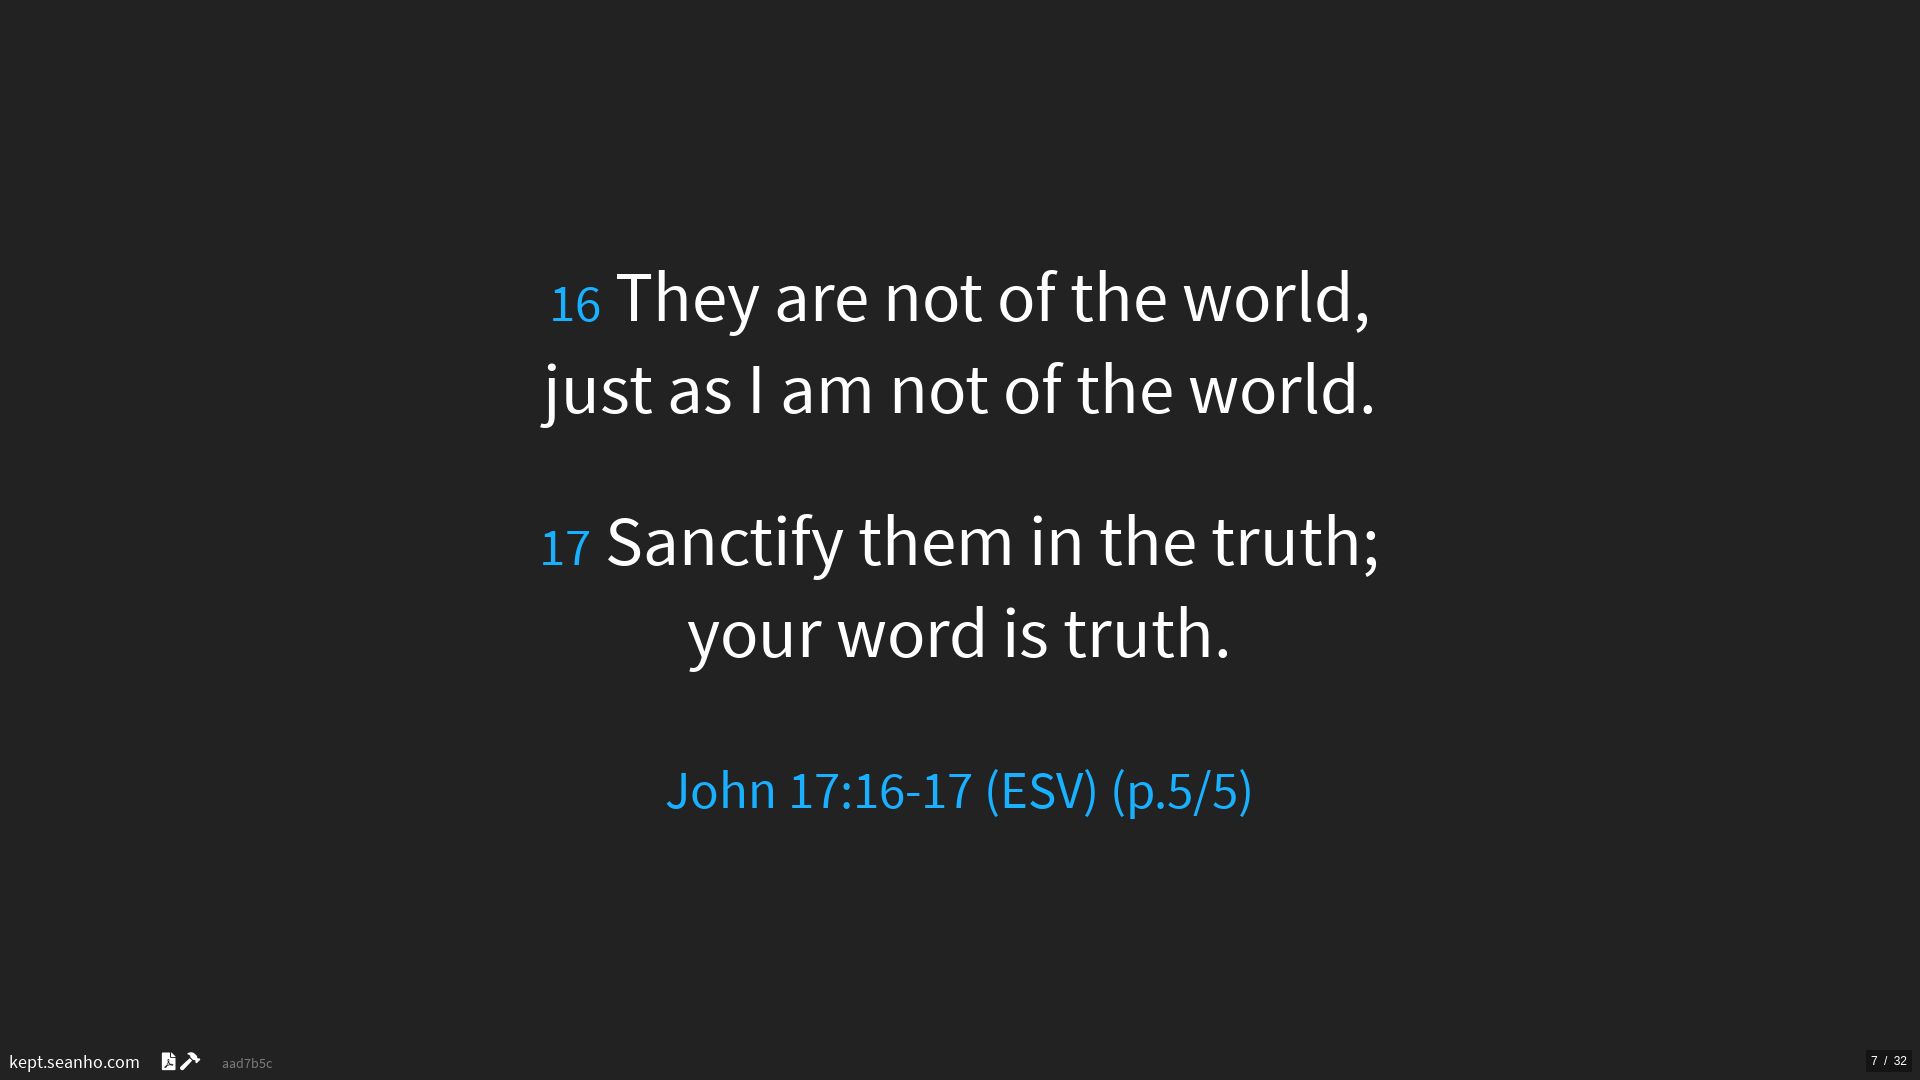 16 They are not of the world,
just as I am not of the world.
17 Sanctify them in the truth;
your word is truth.
John 17:16-17 (ESV) (p.5/5)
kept.seanho.com aad7b5c
7 / 32